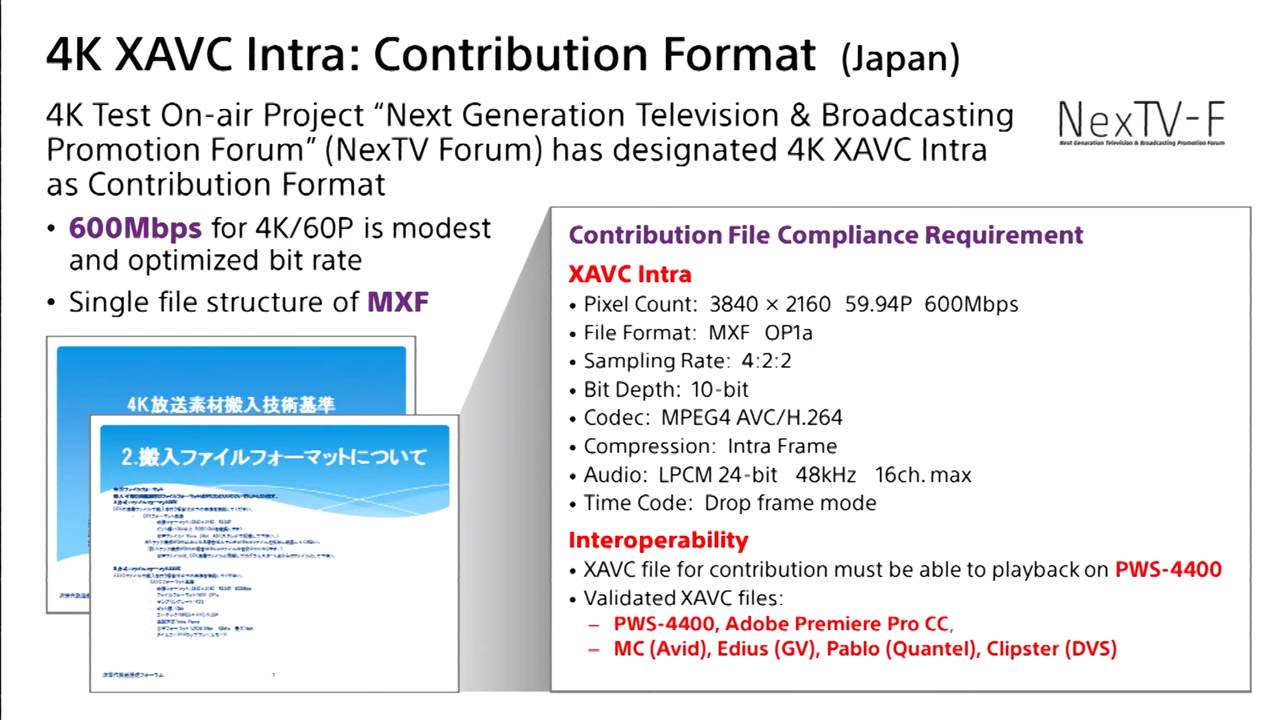 4K XAVC Intra: Contribution Format (Japan)
4K Test On-air Project “Next Generation Television & Broadcasting
Promotion Forum” (NexTV Forum) has designated 4K XAVC Intra
as Contribution Format
NexTV-F
Next Generation Television & Broadcasting Promotion Forum
• 600Mbps for 4K/60P is modest
and optimized bit rate
• Single file structure of MXF
4K放送素材搬入技術基準
2.搬入ファイルフォーマットについて
Contribution File Compliance Requirement
XAVC Intra
• Pixel Count: 3840 × 2160 59.94P 600Mbps
• File Format: MXF OP1a
• Sampling Rate: 4:2:2
• Bit Depth: 10-bit
• Codec: MPEG4 AVC/H.264
• Compression: Intra Frame
• Audio: LPCM 24-bit 48kHz 16ch. max
• Time Code: Drop frame mode
Interoperability
• XAVC file for contribution must be able to playback on PWS-4400
• Validated XAVC files:
– PWS-4400, Adobe Premiere Pro CC,
– MC (Avid), Edius (GV), Pablo (Quantel), Clipster (DVS)